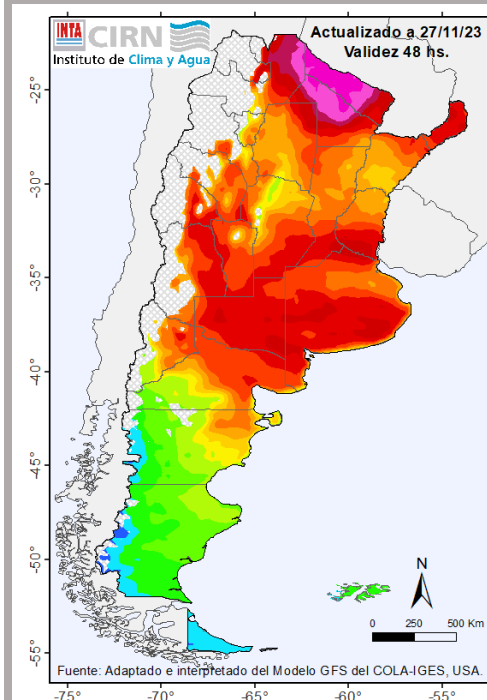 INTA CIRN
Instituto de Clima y Agua
Actualizado a 27/11/23
Validez 48 hs.
-25°
-30°
-35°
-40°
-45°
-50°
-55°
N
0 250 500 Km
Fuente: Adaptado e interpretado del Modelo GFS del COLA-IGES, USA.
-75° -70° -65° -60° -55°